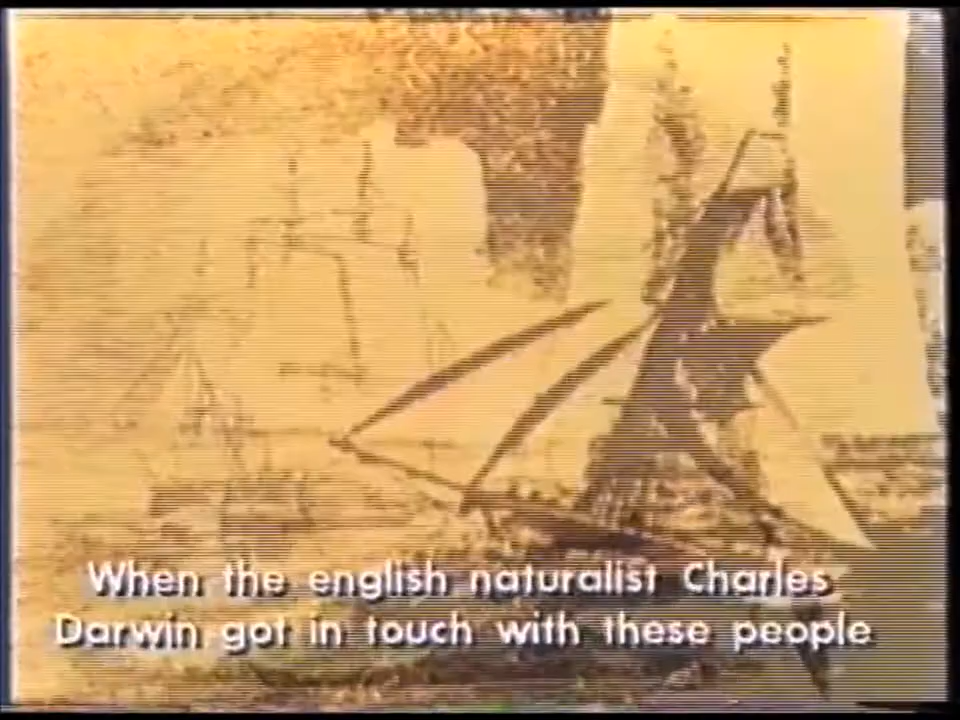 When the english naturalist Charles
Darwin got in touch with these people